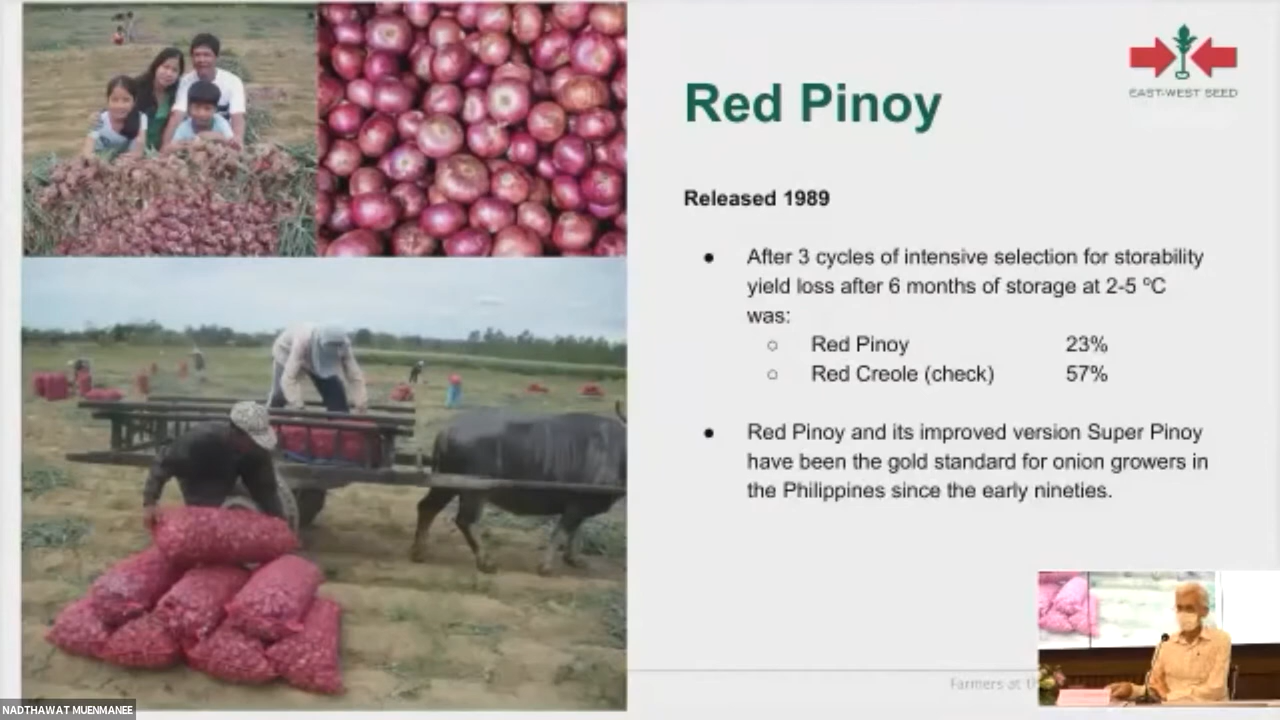 EAST-WEST SEED
Red Pinoy
Released 1989
● After 3 cycles of intensive selection for storability
yield loss after 6 months of storage at 2-5 ºC
was:
○ Red Pinoy 23%
○ Red Creole (check) 57%
● Red Pinoy and its improved version Super Pinoy
have been the gold standard for onion growers in
the Philippines since the early nineties.
Farmers at
NADTHAWAT MUENMANEE